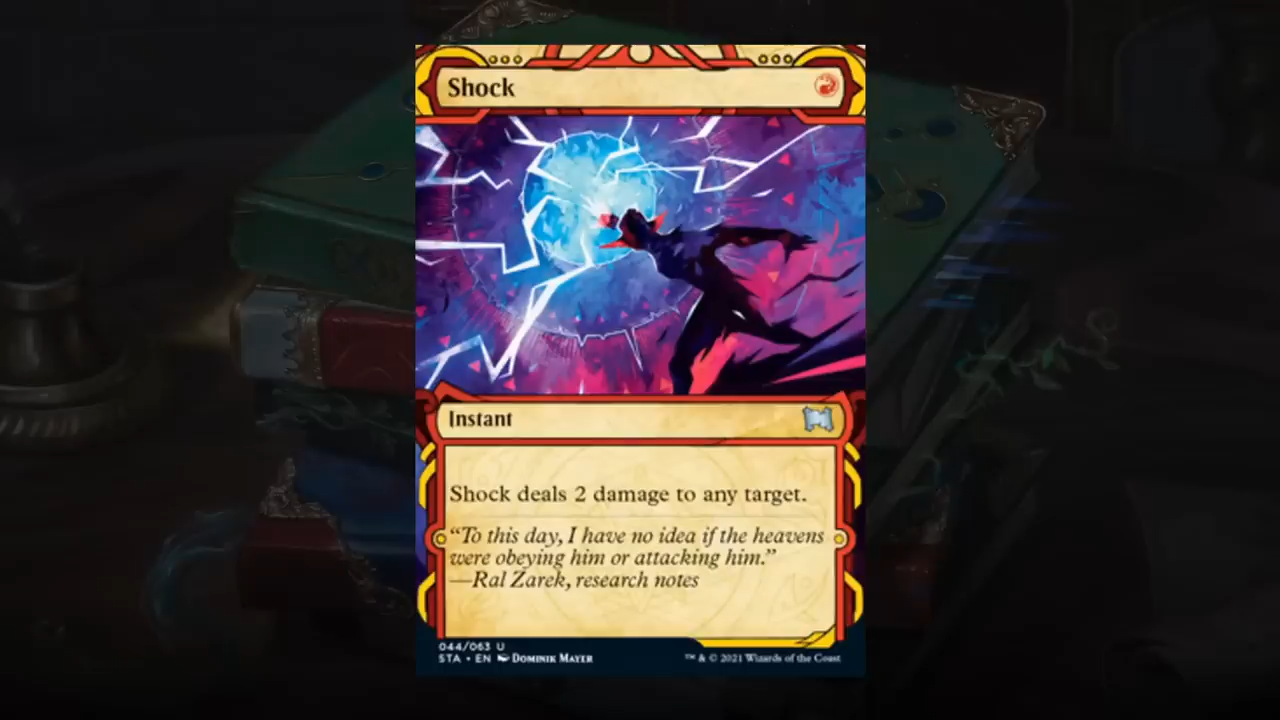 Shock
Instant
Shock deals 2 damage to any target.
“To this day, I have no idea if the heavens
were obeying him or attacking him.”
—Ral Zarek, research notes
044/063 U
STA • EN DOMINIK MAYER
™ & © 2021 Wizards of the Coast